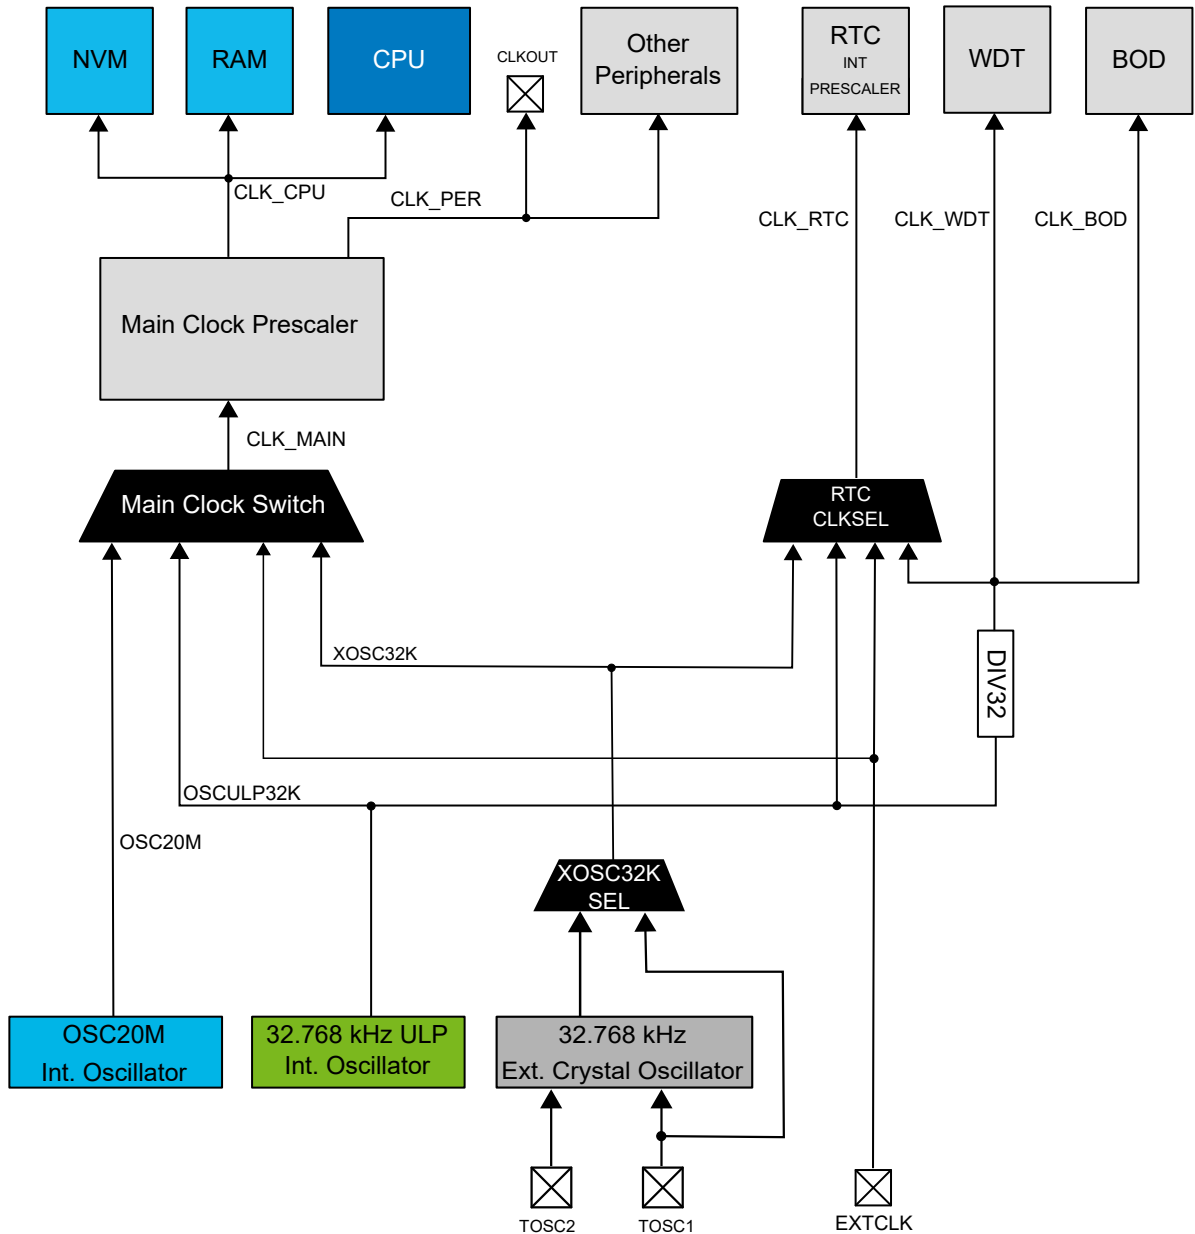 NVM
RAM
CPU
CLKOUT
Other
Peripherals
RTC
INT
PRESCALER
WDT
BOD
CLK_CPU
CLK_PER
CLK_RTC
CLK_WDT
CLK_BOD
Main Clock Prescaler
CLK_MAIN
Main Clock Switch
RTC
CLKSEL
XOSC32K
DIV32
OSCULP32K
OSC20M
XOSC32K
SEL
OSC20M
Int. Oscillator
32.768 kHz ULP
Int. Oscillator
32.768 kHz
Ext. Crystal Oscillator
TOSC2
TOSC1
EXTCLK